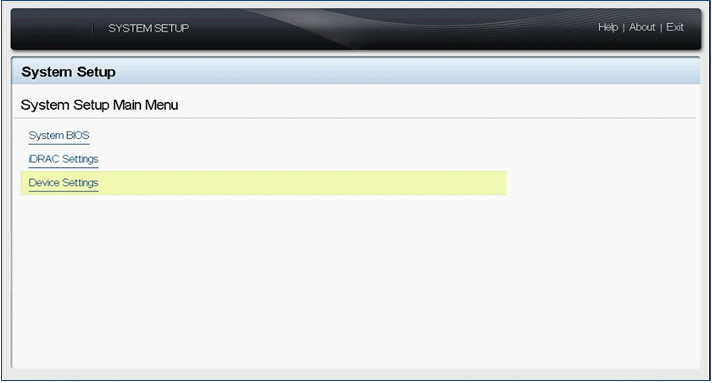 SYSTEM SETUP
Help | About | Exit
System Setup
System Setup Main Menu
System BIOS
iDRAC Settings
Device Settings